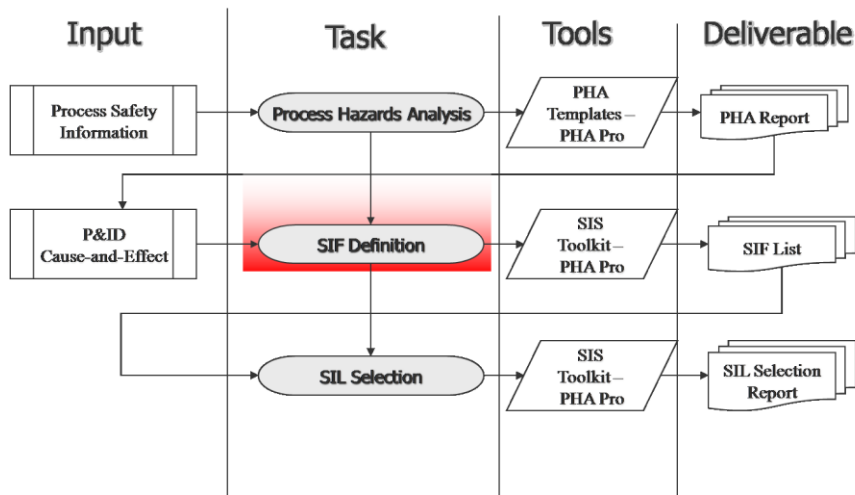 Input
Task
Tools
Deliverable
Process Safety
Information
Process Hazards Analysis
PHA
Templates–
PHA Pro
PHA Report
P&ID
Cause-and-Effect
SIF Definition
SIS
Toolkit–
PHA Pro
SIF List
SIL Selection
SIS
Toolkit–
PHA Pro
SIL Selection
Report